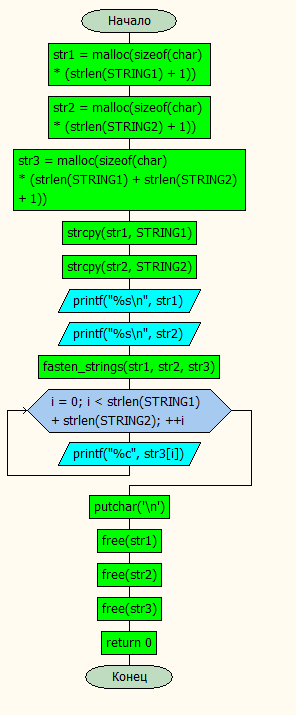 Начало
str1 = malloc(sizeof(char)
* (strlen(STRING1) + 1))
str2 = malloc(sizeof(char)
* (strlen(STRING2) + 1))
str3 = malloc(sizeof(char)
* (strlen(STRING1) + strlen(STRING2)
+ 1))
strcpy(str1, STRING1)
strcpy(str2, STRING2)
printf("%s\n", str1)
printf("%s\n", str2)
fasten_strings(str1, str2, str3)
i = 0; i < strlen(STRING1)
+ strlen(STRING2); ++i
printf("%c", str3[i])
putchar('\n')
free(str1)
free(str2)
free(str3)
return 0
Конец